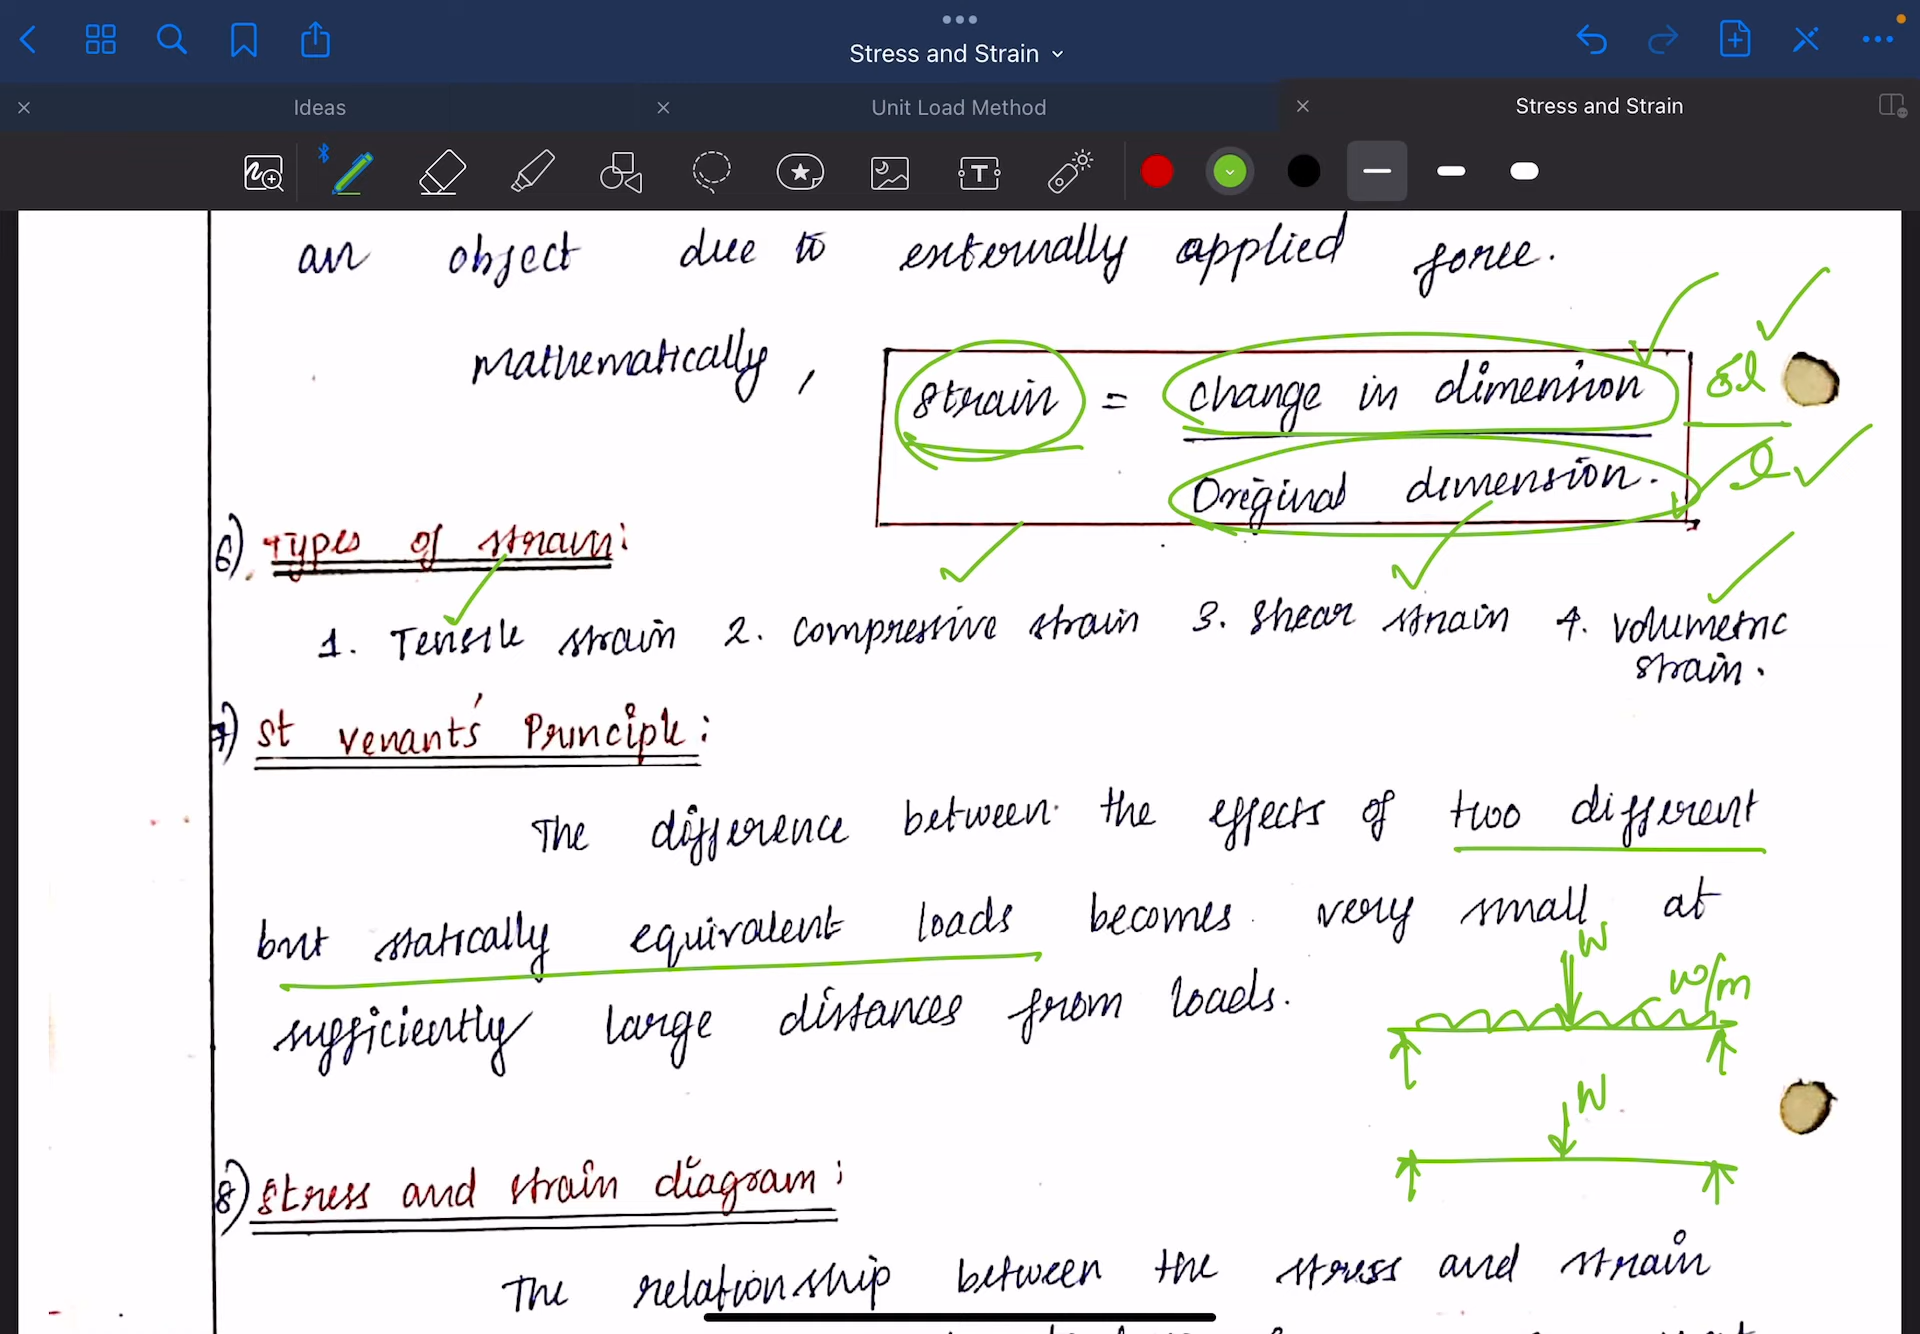 Stress and Strain
Ideas
Unit Load Method
Stress and Strain
T
an object due to externally applied force.
Mathematically, strain = change in dimension
Original dimension.
δl
l
6) Types of strain:
1. Tensile strain 2. compressive strain 3. Shear strain 4. volumetric
strain.
7) St Venant's Principle:
The difference between the effects of two different
but statically equivalent loads becomes very small at
sufficiently large distances from loads.
W
w/m
W
8) Stress and strain diagram:
The relationship between the stress and strain